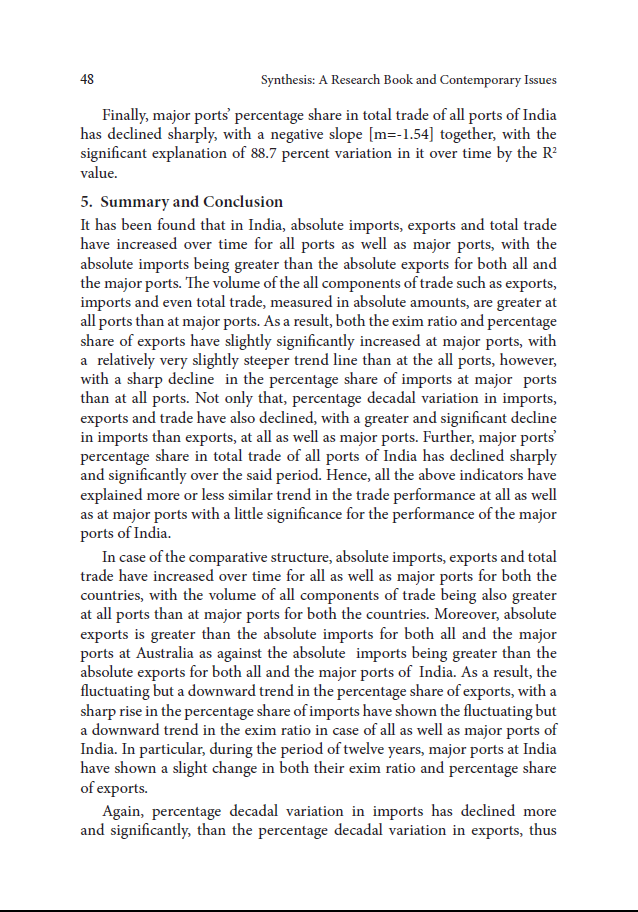 48 Synthesis: A Research Book and Contemporary Issues
Finally, major ports’ percentage share in total trade of all ports of India
has declined sharply, with a negative slope [m=-1.54] together, with the
significant explanation of 88.7 percent variation in it over time by the R²
value.
5. Summary and Conclusion
It has been found that in India, absolute imports, exports and total trade
have increased over time for all ports as well as major ports, with the
absolute imports being greater than the absolute exports for both all and
the major ports. The volume of the all components of trade such as exports,
imports and even total trade, measured in absolute amounts, are greater at
all ports than at major ports. As a result, both the exim ratio and percentage
share of exports have slightly significantly increased at major ports, with
a relatively very slightly steeper trend line than at the all ports, however,
with a sharp decline in the percentage share of imports at major ports
than at all ports. Not only that, percentage decadal variation in imports,
exports and trade have also declined, with a greater and significant decline
in imports than exports, at all as well as major ports. Further, major ports’
percentage share in total trade of all ports of India has declined sharply
and significantly over the said period. Hence, all the above indicators have
explained more or less similar trend in the trade performance at all as well
as at major ports with a little significance for the performance of the major
ports of India.
In case of the comparative structure, absolute imports, exports and total
trade have increased over time for all as well as major ports for both the
countries, with the volume of all components of trade being also greater
at all ports than at major ports for both the countries. Moreover, absolute
exports is greater than the absolute imports for both all and the major
ports at Australia as against the absolute imports being greater than the
absolute exports for both all and the major ports of India. As a result, the
fluctuating but a downward trend in the percentage share of exports, with a
sharp rise in the percentage share of imports have shown the fluctuating but
a downward trend in the exim ratio in case of all as well as major ports of
India. In particular, during the period of twelve years, major ports at India
have shown a slight change in both their exim ratio and percentage share
of exports.
Again, percentage decadal variation in imports has declined more
and significantly, than the percentage decadal variation in exports, thus